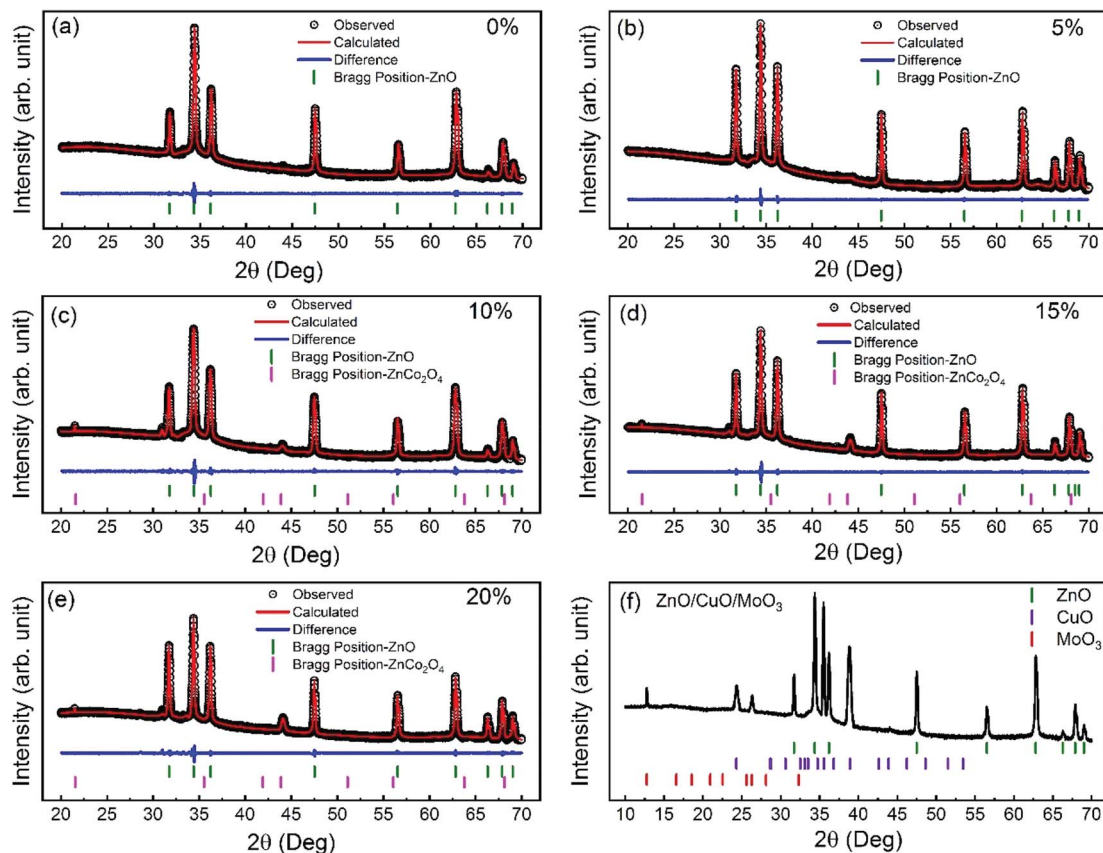 (a)
0%
Observed
Calculated
Difference
Bragg Position-ZnO
Intensity (arb. unit)
20 25 30 35 40 45 50 55 60 65 70
2θ (Deg)
(b)
5%
Observed
Calculated
Difference
Bragg Position-ZnO
Intensity (arb. unit)
20 25 30 35 40 45 50 55 60 65 70
2θ (Deg)
(c)
10%
Observed
Calculated
Difference
Bragg Position-ZnO
Bragg Position-ZnCo₂O₄
Intensity (arb. unit)
20 25 30 35 40 45 50 55 60 65 70
2θ (Deg)
(d)
15%
Observed
Calculated
Difference
Bragg Position-ZnO
Bragg Position-ZnCo₂O₄
Intensity (arb. unit)
20 25 30 35 40 45 50 55 60 65 70
2θ (Deg)
(e)
20%
Observed
Calculated
Difference
Bragg Position-ZnO
Bragg Position-ZnCo₂O₄
Intensity (arb. unit)
20 25 30 35 40 45 50 55 60 65 70
2θ (Deg)
(f)
ZnO/CuO/MoO₃
ZnO
CuO
MoO₃
Intensity (arb. unit)
10 15 20 25 30 35 40 45 50 55 60 65 70
2θ (Deg)